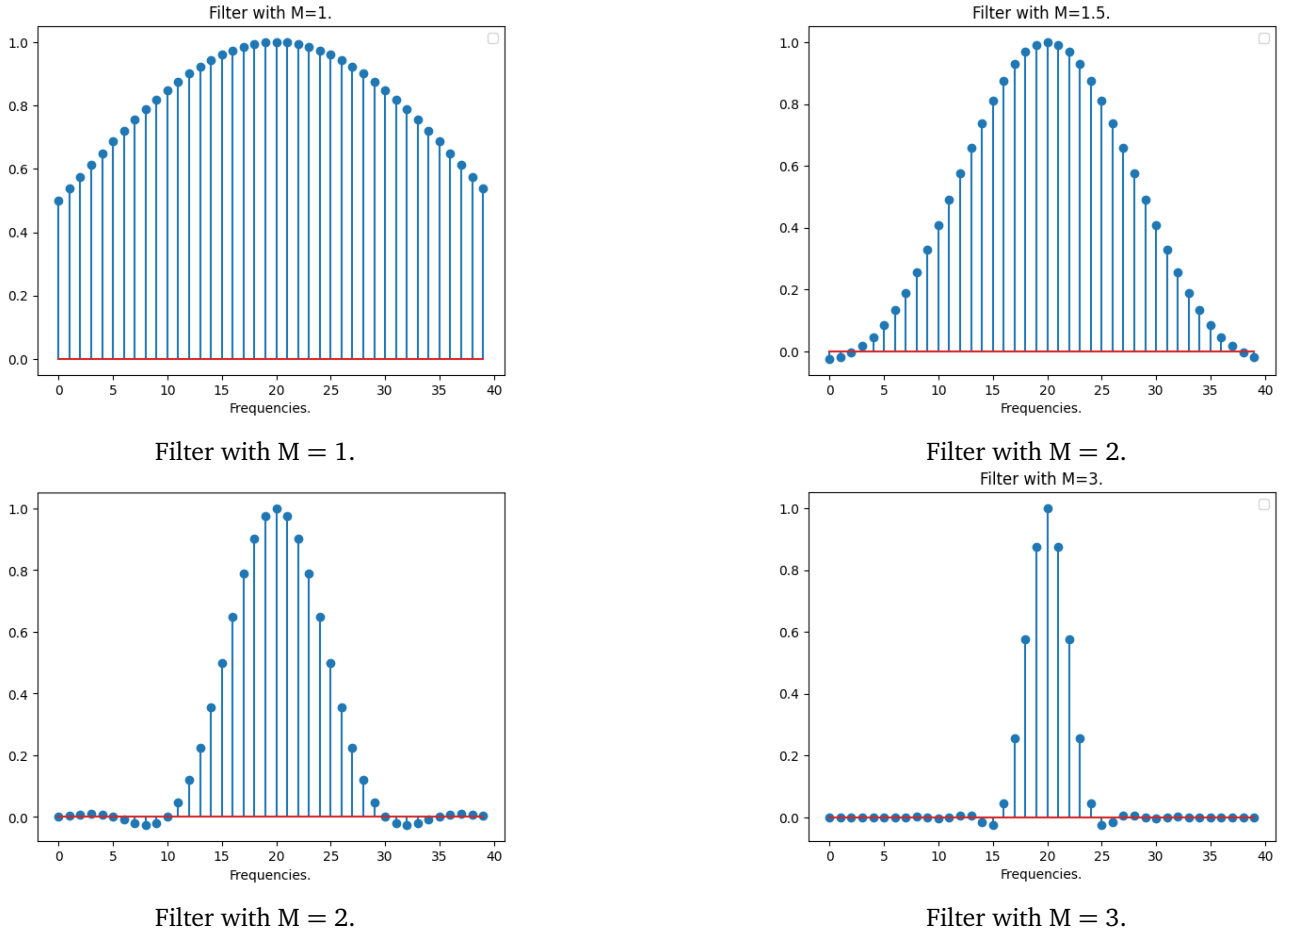 Filter with M=1.
1.0
0.8
0.6
0.4
0.2
0.0
0 5 10 15 20 25 30 35 40
Frequencies.
Filter with M = 1.
Filter with M=1.5.
1.0
0.8
0.6
0.4
0.2
0.0
0 5 10 15 20 25 30 35 40
Frequencies.
Filter with M = 2.
1.0
0.8
0.6
0.4
0.2
0.0
0 5 10 15 20 25 30 35 40
Frequencies.
Filter with M = 2.
Filter with M=3.
1.0
0.8
0.6
0.4
0.2
0.0
0 5 10 15 20 25 30 35 40
Frequencies.
Filter with M = 3.